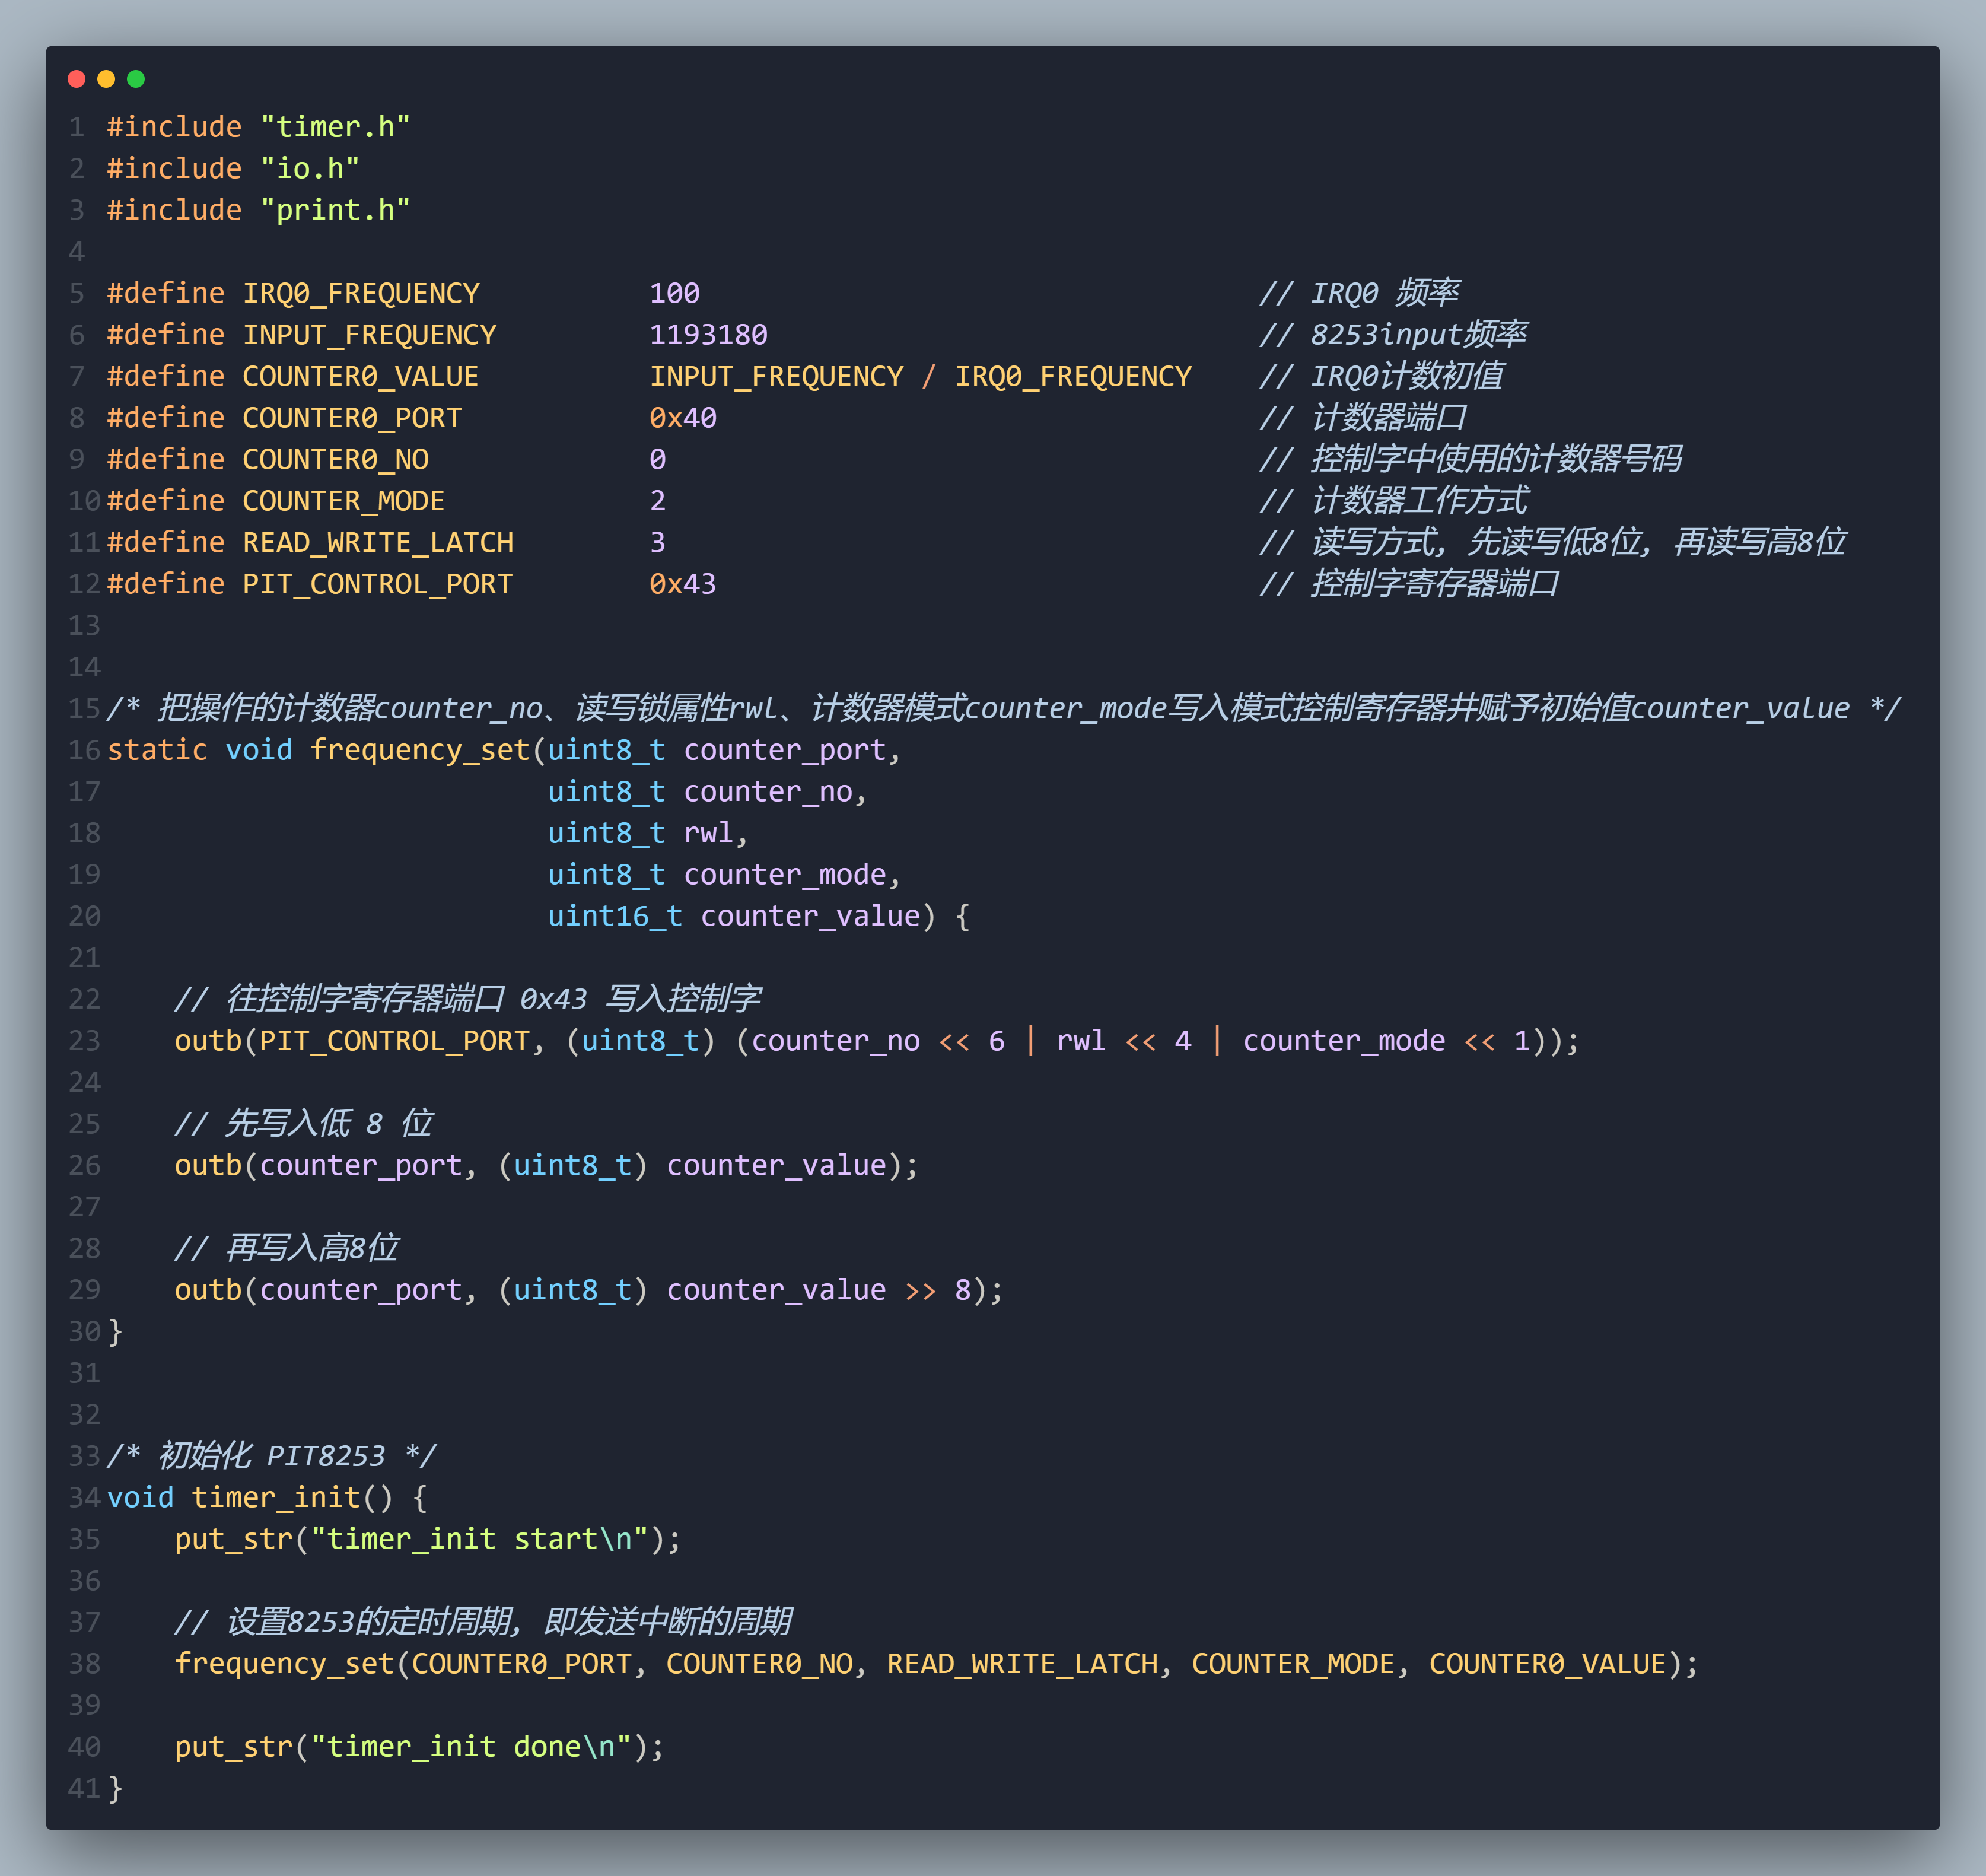 1 #include "timer.h"
2 #include "io.h"
3 #include "print.h"
4
5 #define IRQ0_FREQUENCY          100                                 // IRQ0 频率
6 #define INPUT_FREQUENCY         1193180                             // 8253input频率
7 #define COUNTER0_VALUE          INPUT_FREQUENCY / IRQ0_FREQUENCY    // IRQ0计数初值
8 #define COUNTER0_PORT           0x40                                // 计数器端口
9 #define COUNTER0_NO             0                                   // 控制字中使用的计数器号码
10 #define COUNTER_MODE            2                                   // 计数器工作方式
11 #define READ_WRITE_LATCH        3                                   // 读写方式, 先读写低8位, 再读写高8位
12 #define PIT_CONTROL_PORT        0x43                                // 控制字寄存器端口
13
14
15 /* 把操作的计数器counter_no、读写锁属性rwl、计数器模式counter_mode写入模式控制寄存器井赋予初始值counter_value */
16 static void frequency_set(uint8_t counter_port,
17                           uint8_t counter_no,
18                           uint8_t rwl,
19                           uint8_t counter_mode,
20                           uint16_t counter_value) {
21
22     // 往控制字寄存器端口 0x43 写入控制字
23     outb(PIT_CONTROL_PORT, (uint8_t) (counter_no << 6 | rwl << 4 | counter_mode << 1));
24
25     // 先写入低 8 位
26     outb(counter_port, (uint8_t) counter_value);
27
28     // 再写入高8位
29     outb(counter_port, (uint8_t) counter_value >> 8);
30 }
31
32
33 /* 初始化 PIT8253 */
34 void timer_init() {
35     put_str("timer_init start\n");
36
37     // 设置8253的定时周期, 即发送中断的周期
38     frequency_set(COUNTER0_PORT, COUNTER0_NO, READ_WRITE_LATCH, COUNTER_MODE, COUNTER0_VALUE);
39
40     put_str("timer_init done\n");
41 }